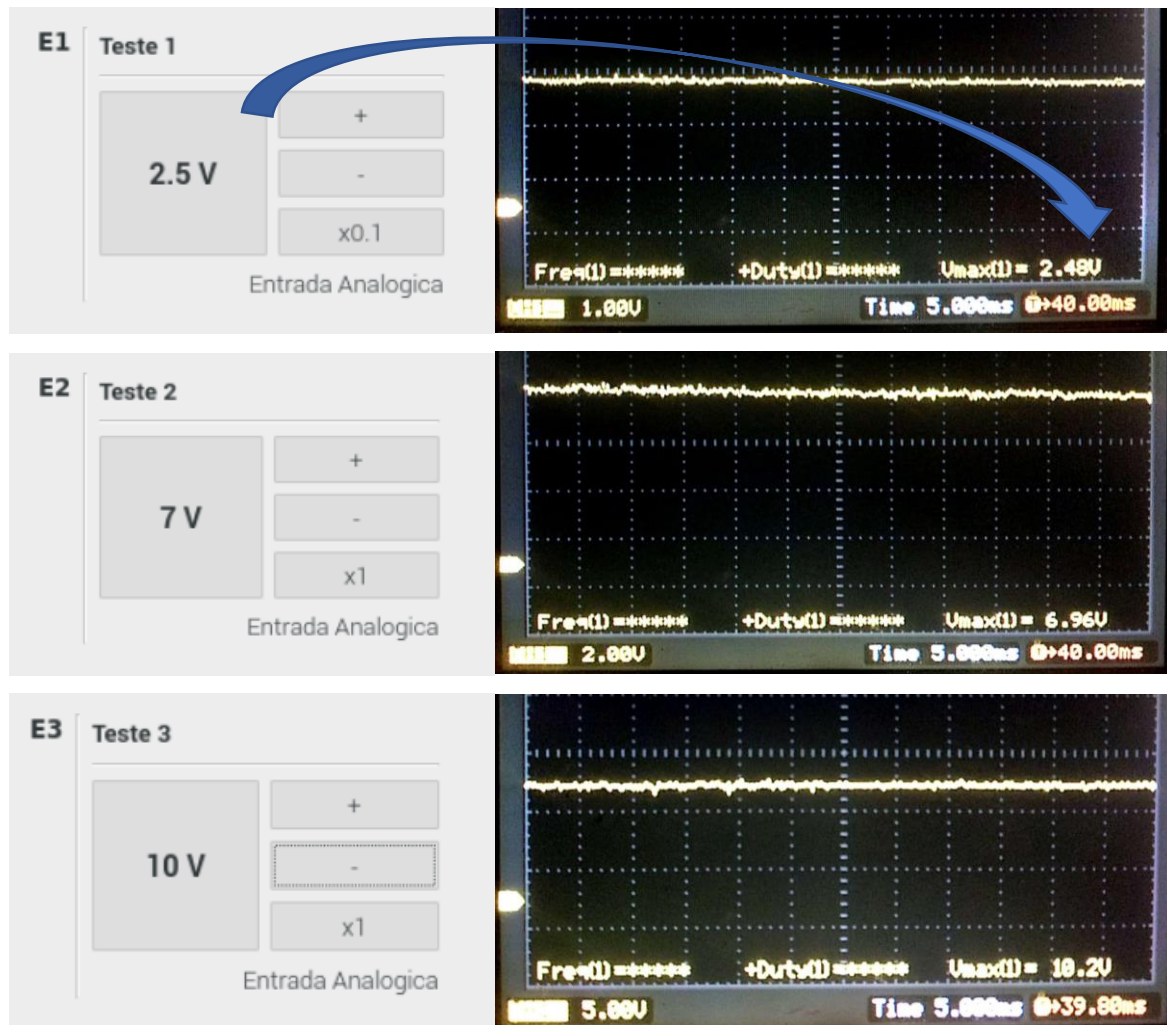 E1 Teste 1
2.5 V
+
-
x0.1
Entrada Analogica
Freq(1)=***** +Duty(1)=***** Vmax(1)= 2.48V
1.00V Time 5.000ms 40.00ms
E2 Teste 2
7 V
+
-
x1
Entrada Analogica
Freq(1)=***** +Duty(1)=***** Vmax(1)= 6.96V
2.00V Time 5.000ms 40.00ms
E3 Teste 3
10 V
+
-
x1
Entrada Analogica
Freq(1)=***** +Duty(1)=***** Vmax(1)= 10.2V
5.00V Time 5.000ms 39.80ms